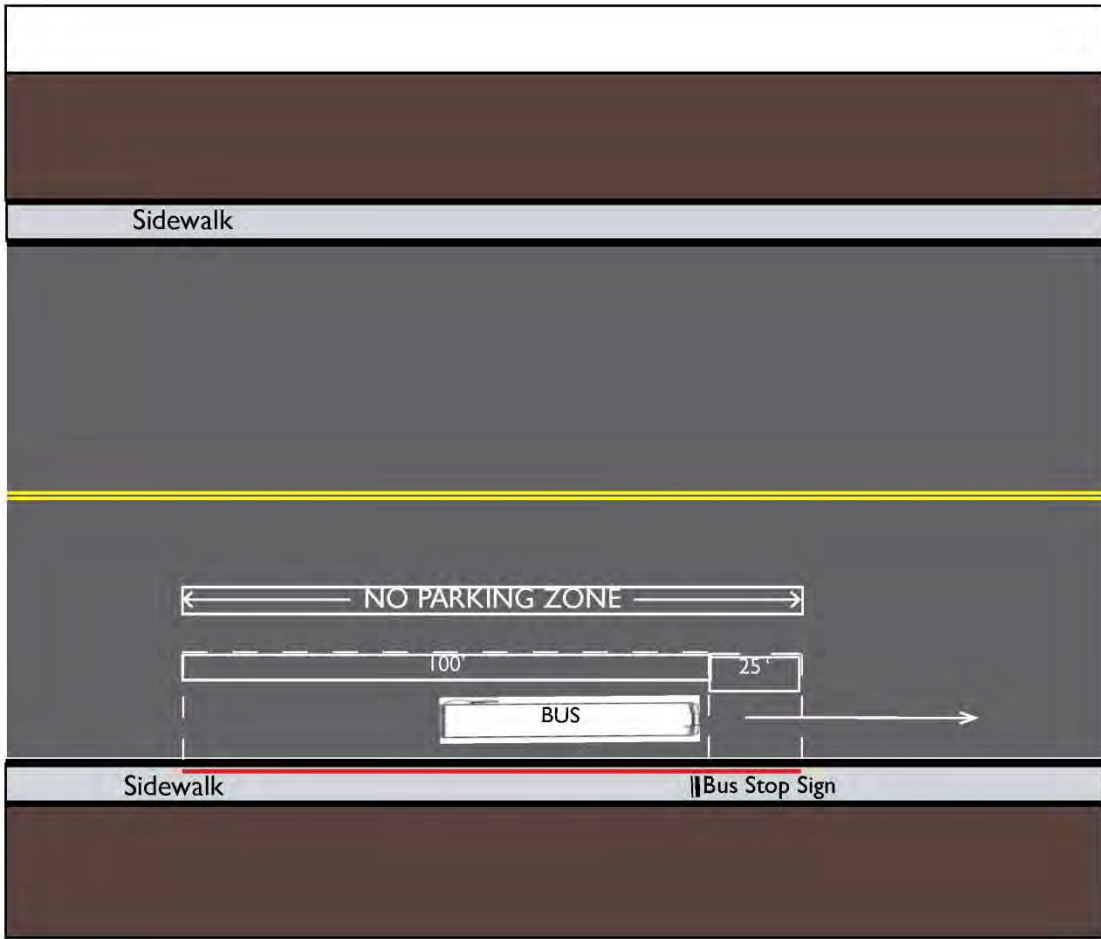 Sidewalk
NO PARKING ZONE
100'
25 '
BUS
Sidewalk
Bus Stop Sign